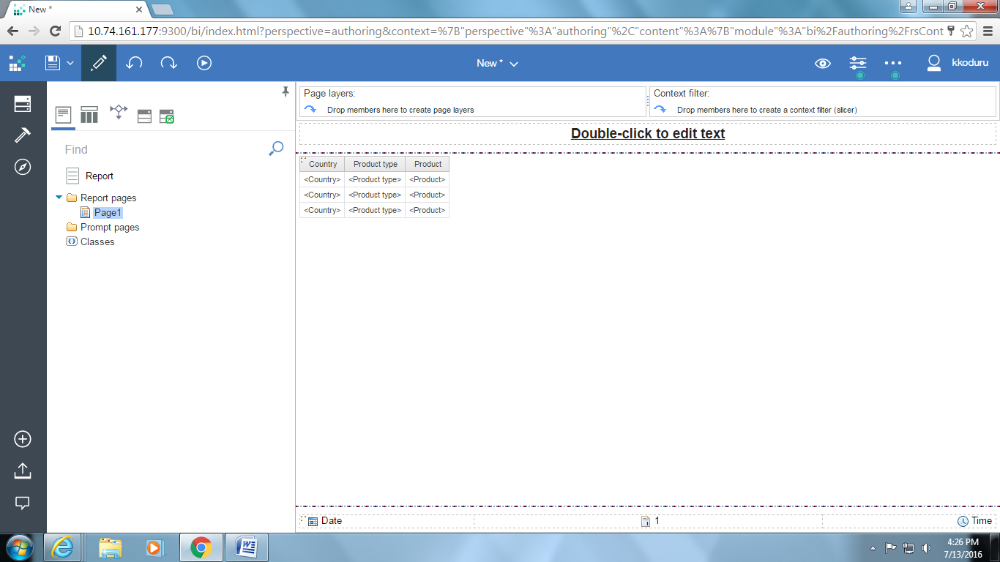 New *
10.74.161.177:9300/bi/index.html?perspective=authoring&context=%7B"perspective"%3A"authoring"%2C"content"%3A%7B"module"%3A"bi%2Fauthoring%2FrsCont
New *
kkoduru
Page layers:
Drop members here to create page layers
Context filter:
Drop members here to create a context filter (slicer)
Find
Report
Report pages
Page1
Prompt pages
Classes
Double-click to edit text
Country Product type Product
<Country> <Product type> <Product>
<Country> <Product type> <Product>
<Country> <Product type> <Product>
Date 1 Time
4:26 PM
7/13/2016